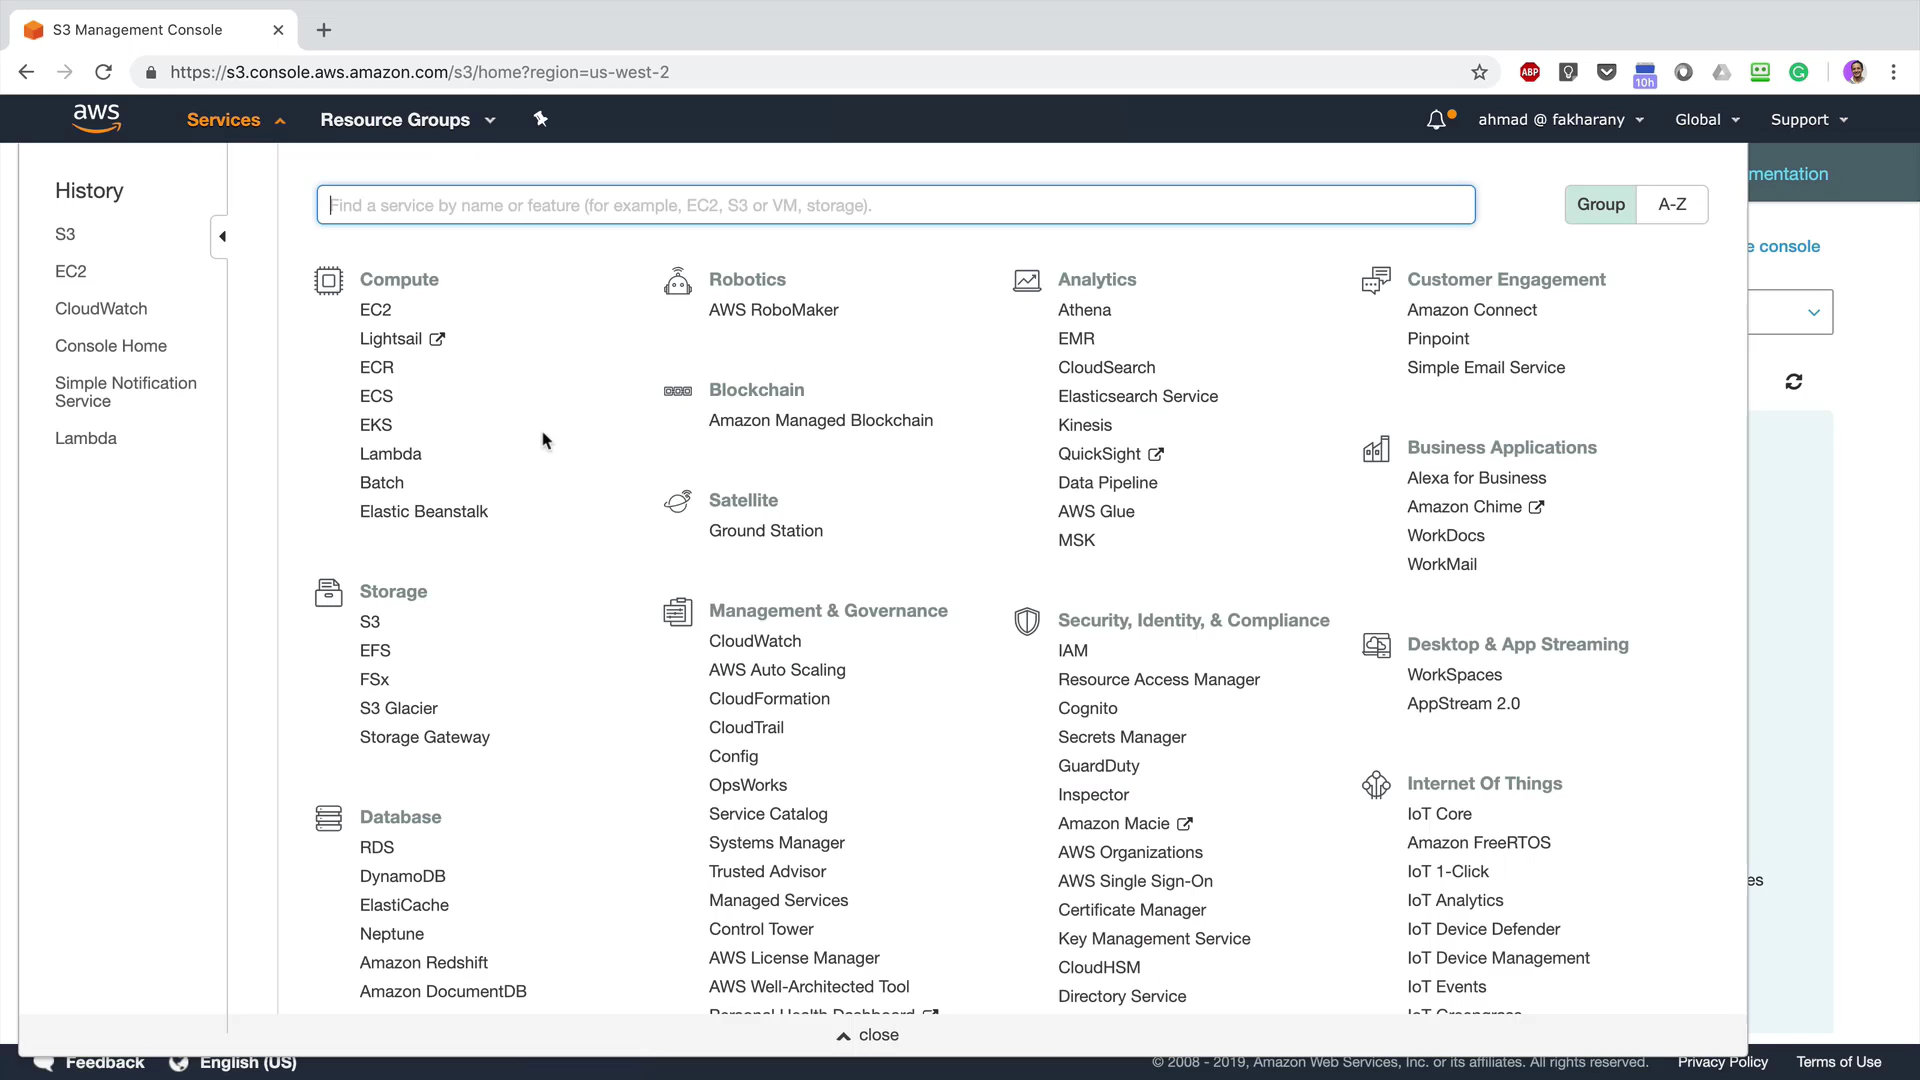 S3 Management Console
https://s3.console.aws.amazon.com/s3/home?region=us-west-2
ABP
10h
aws
Services
Resource Groups
ahmad @ fakharany
Global
Support
mentation
e console
es
History
S3
EC2
CloudWatch
Console Home
Simple Notification
Service
Lambda
Find a service by name or feature (for example, EC2, S3 or VM, storage).
Group
A-Z
Compute
EC2
Lightsail
ECR
ECS
EKS
Lambda
Batch
Elastic Beanstalk
Storage
S3
EFS
FSx
S3 Glacier
Storage Gateway
Database
RDS
DynamoDB
ElastiCache
Neptune
Amazon Redshift
Amazon DocumentDB
Robotics
AWS RoboMaker
Blockchain
Amazon Managed Blockchain
Satellite
Ground Station
Management & Governance
CloudWatch
AWS Auto Scaling
CloudFormation
CloudTrail
Config
OpsWorks
Service Catalog
Systems Manager
Trusted Advisor
Managed Services
Control Tower
AWS License Manager
AWS Well-Architected Tool
Personal Health Dashboard
Analytics
Athena
EMR
CloudSearch
Elasticsearch Service
Kinesis
QuickSight
Data Pipeline
AWS Glue
MSK
Security, Identity, & Compliance
IAM
Resource Access Manager
Cognito
Secrets Manager
GuardDuty
Inspector
Amazon Macie
AWS Organizations
AWS Single Sign-On
Certificate Manager
Key Management Service
CloudHSM
Directory Service
Customer Engagement
Amazon Connect
Pinpoint
Simple Email Service
Business Applications
Alexa for Business
Amazon Chime
WorkDocs
WorkMail
Desktop & App Streaming
WorkSpaces
AppStream 2.0
Internet Of Things
IoT Core
Amazon FreeRTOS
IoT 1-Click
IoT Analytics
IoT Device Defender
IoT Device Management
IoT Events
IoT Greengrass
close
Feedback
English (US)
© 2008 - 2019, Amazon Web Services, Inc. or its affiliates. All rights reserved.
Privacy Policy
Terms of Use